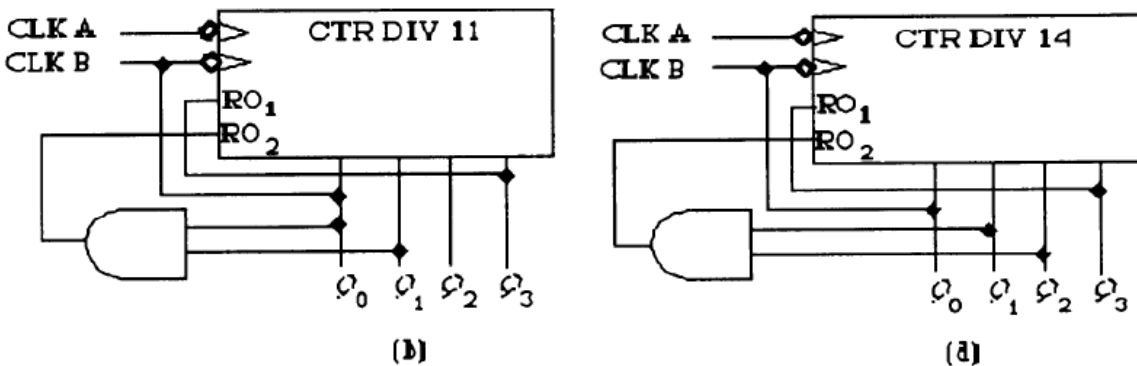 CLK A
CLK B
CTR DIV 11
RO1
RO2
Q0 Q1 Q2 Q3
(b)
CLK A
CLK B
CTR DIV 14
RO1
RO2
Q0 Q1 Q2 Q3
(d)